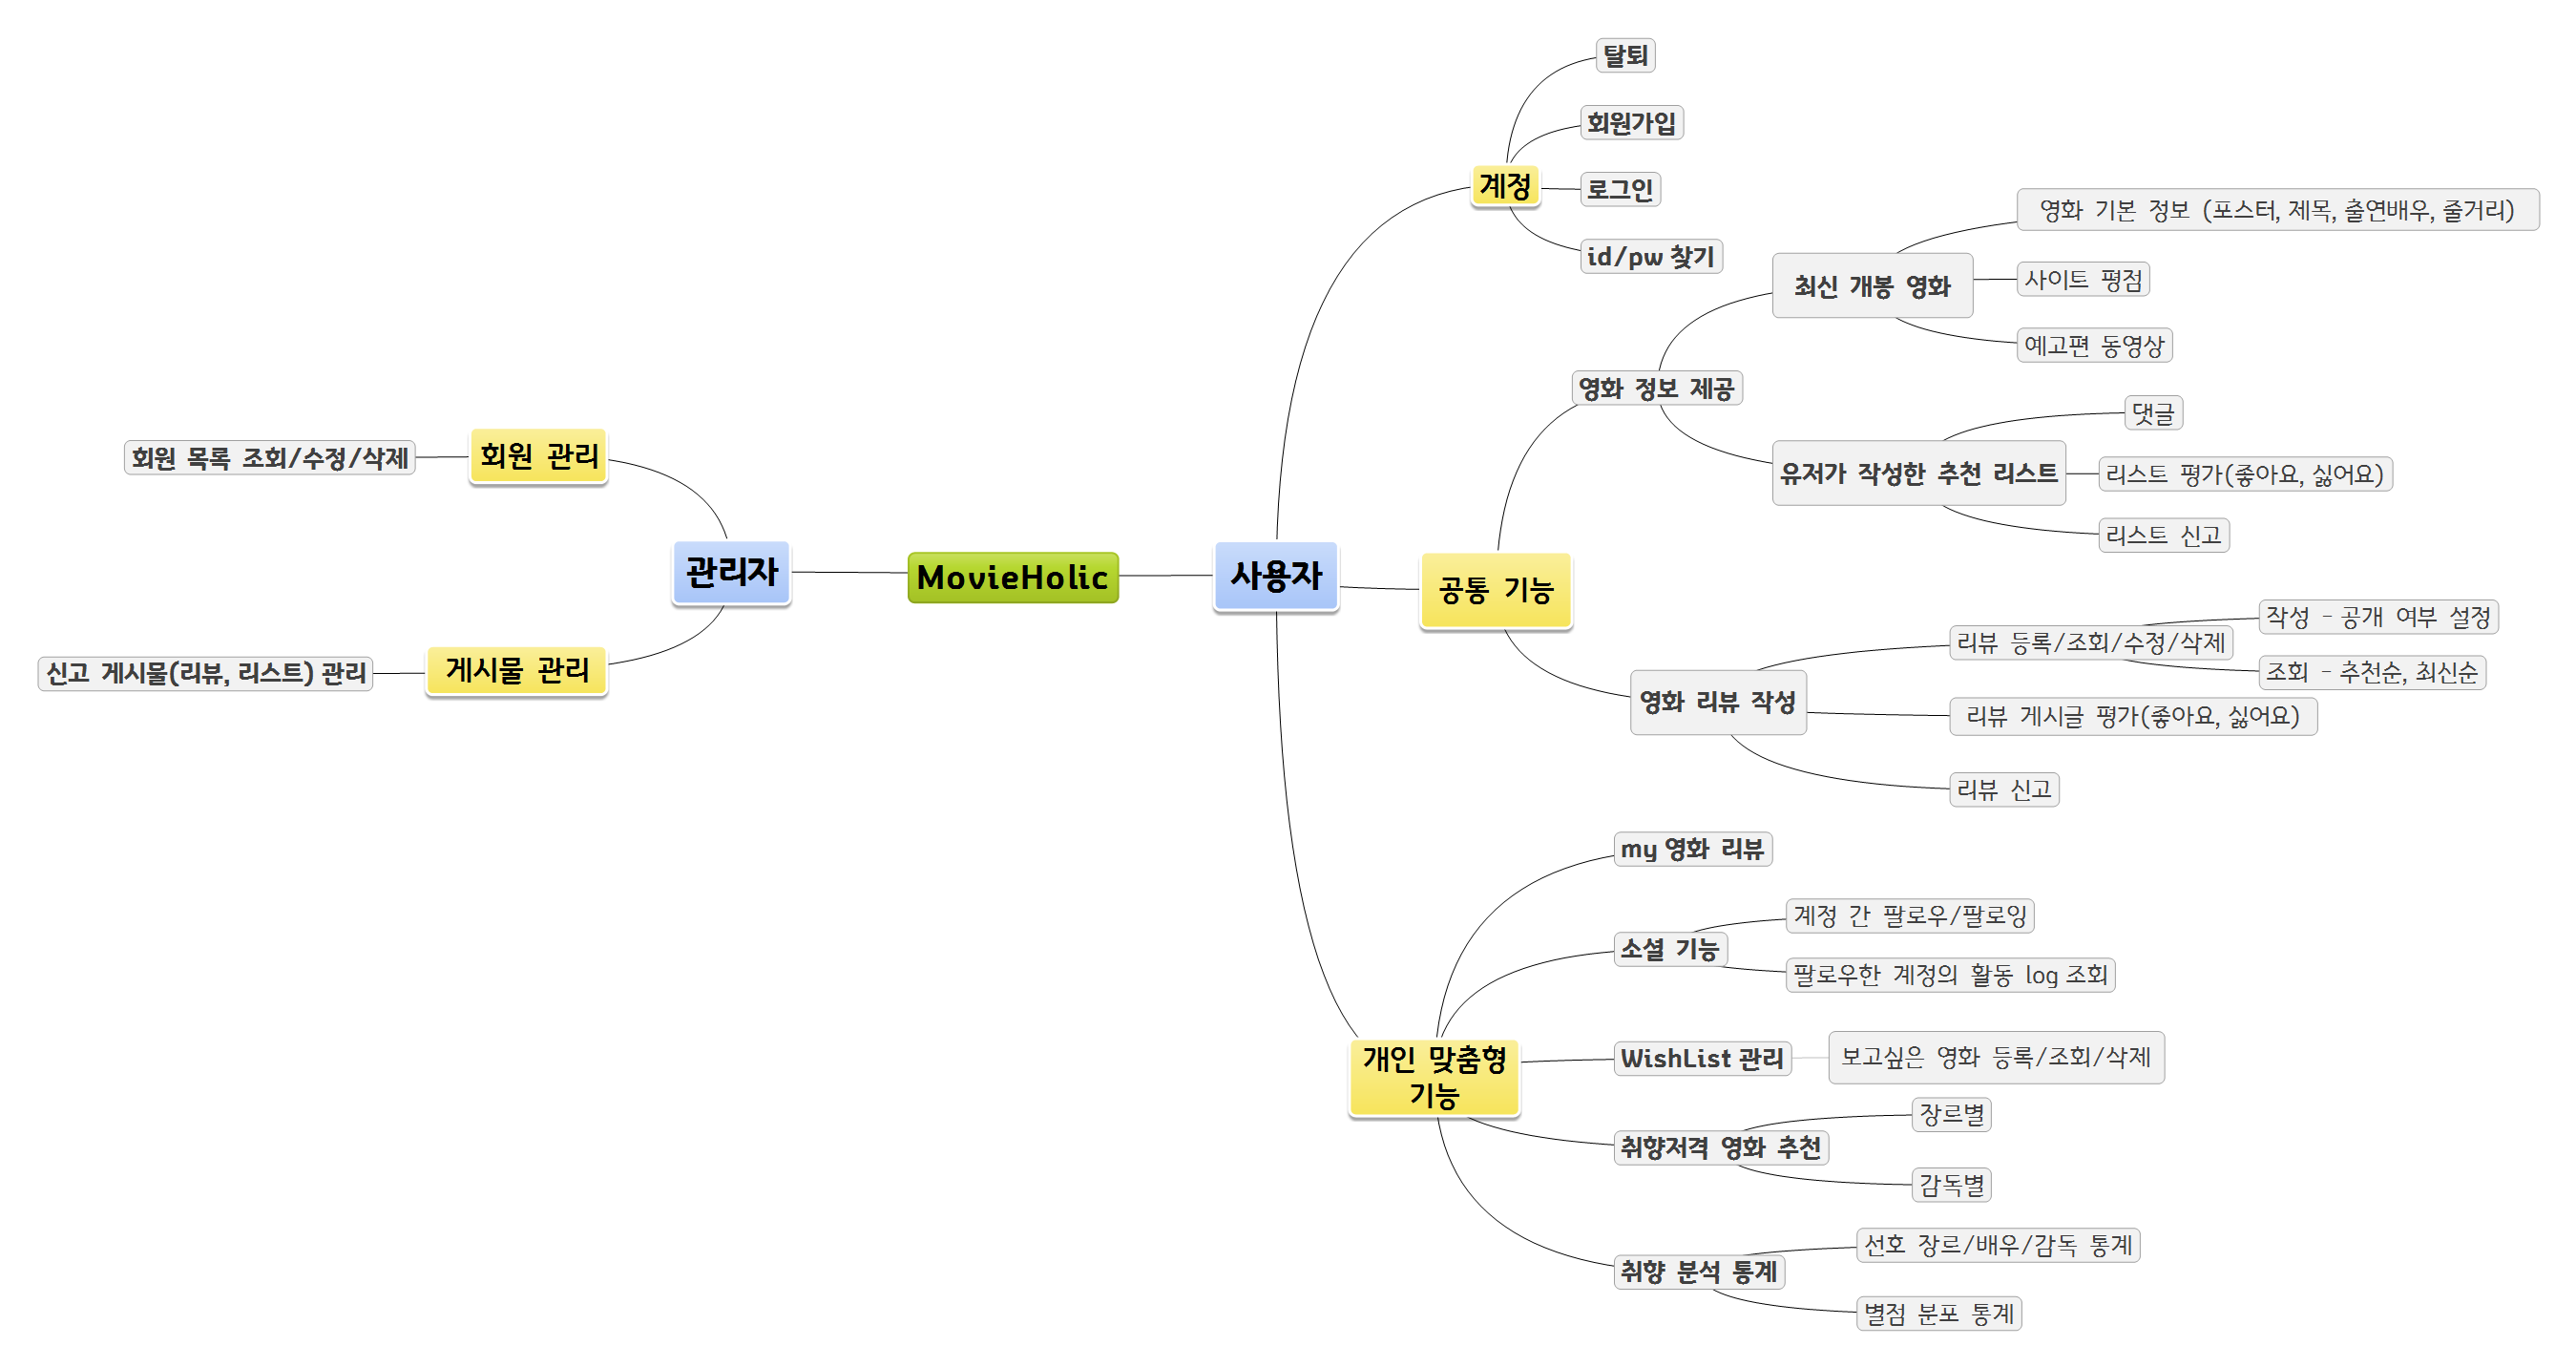 MovieHolic
관리자
회원 관리
회원 목록 조회/수정/삭제
게시물 관리
신고 게시물(리뷰, 리스트) 관리
사용자
계정
탈퇴
회원가입
로그인
id/pw 찾기
공통 기능
영화 정보 제공
최신 개봉 영화
영화 기본 정보 (포스터, 제목, 출연배우, 줄거리)
사이트 평점
예고편 동영상
유저가 작성한 추천 리스트
댓글
리스트 평가(좋아요, 싫어요)
리스트 신고
영화 리뷰 작성
리뷰 등록/조회/수정/삭제
작성 - 공개 여부 설정
조회 - 추천순, 최신순
리뷰 게시글 평가(좋아요, 싫어요)
리뷰 신고
개인 맞춤형
기능
my 영화 리뷰
소셜 기능
계정 간 팔로우/팔로잉
팔로우한 계정의 활동 log 조회
WishList 관리
보고싶은 영화 등록/조회/삭제
취향저격 영화 추천
장르별
감독별
취향 분석 통계
선호 장르/배우/감독 통계
별점 분포 통계